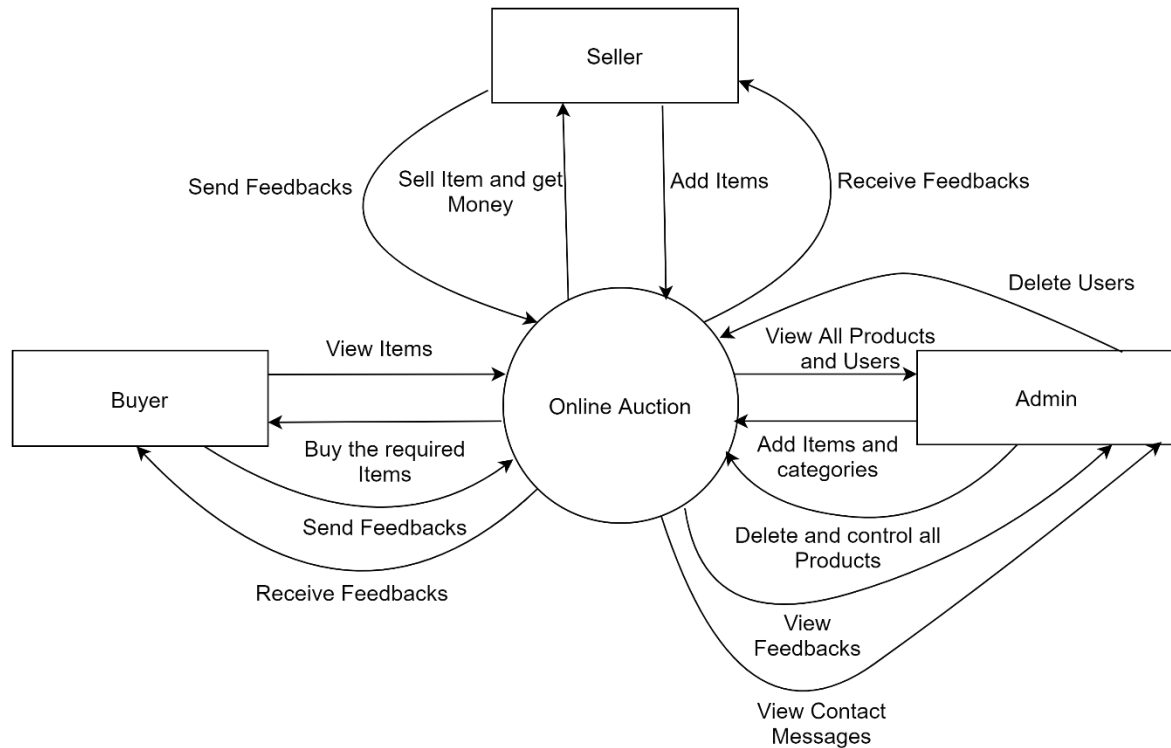 Seller
Send Feedbacks
Sell Item and get
Money
Add Items
Receive Feedbacks
Delete Users
View Items
View All Products
and Users
Buyer
Online Auction
Admin
Buy the required
Items
Add Items and
categories
Send Feedbacks
Delete and control all
Products
Receive Feedbacks
View
Feedbacks
View Contact
Messages